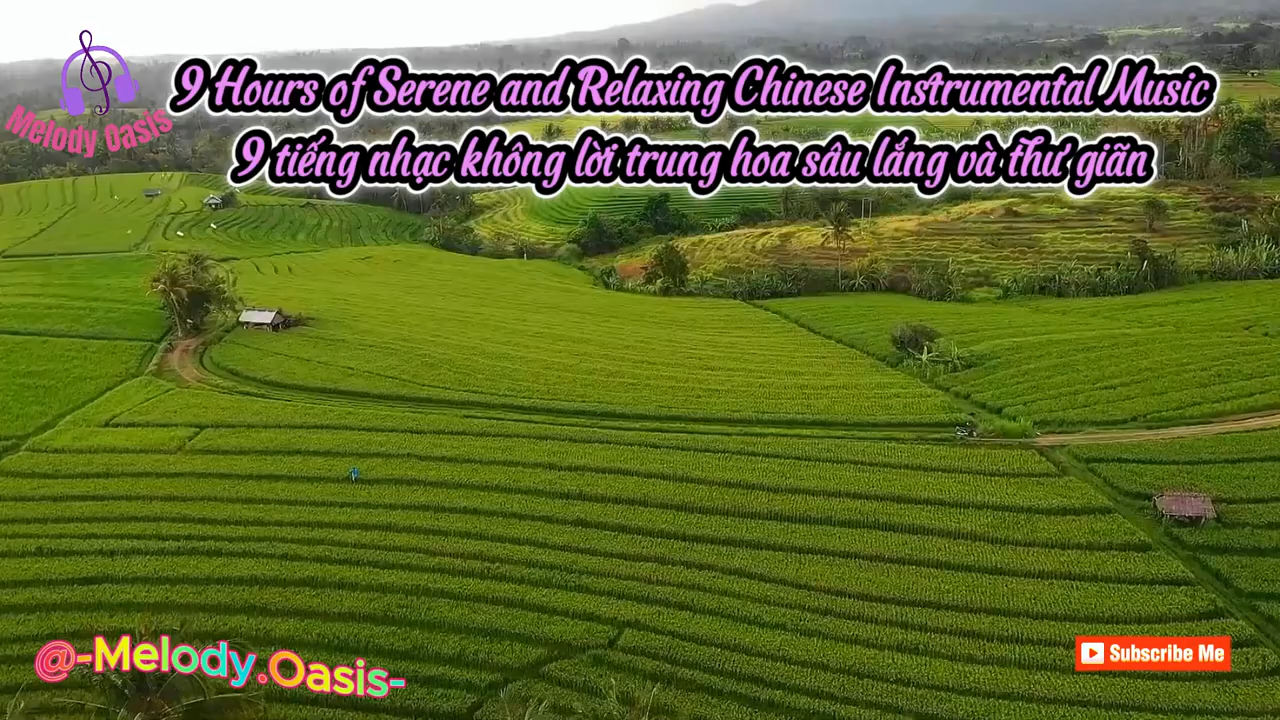 Melody Oasis
9 Hours of Serene and Relaxing Chinese Instrumental Music
9 tiếng nhạc không lời trung hoa sâu lắng và thư giãn
@-Melody.Oasis-
Subscribe Me